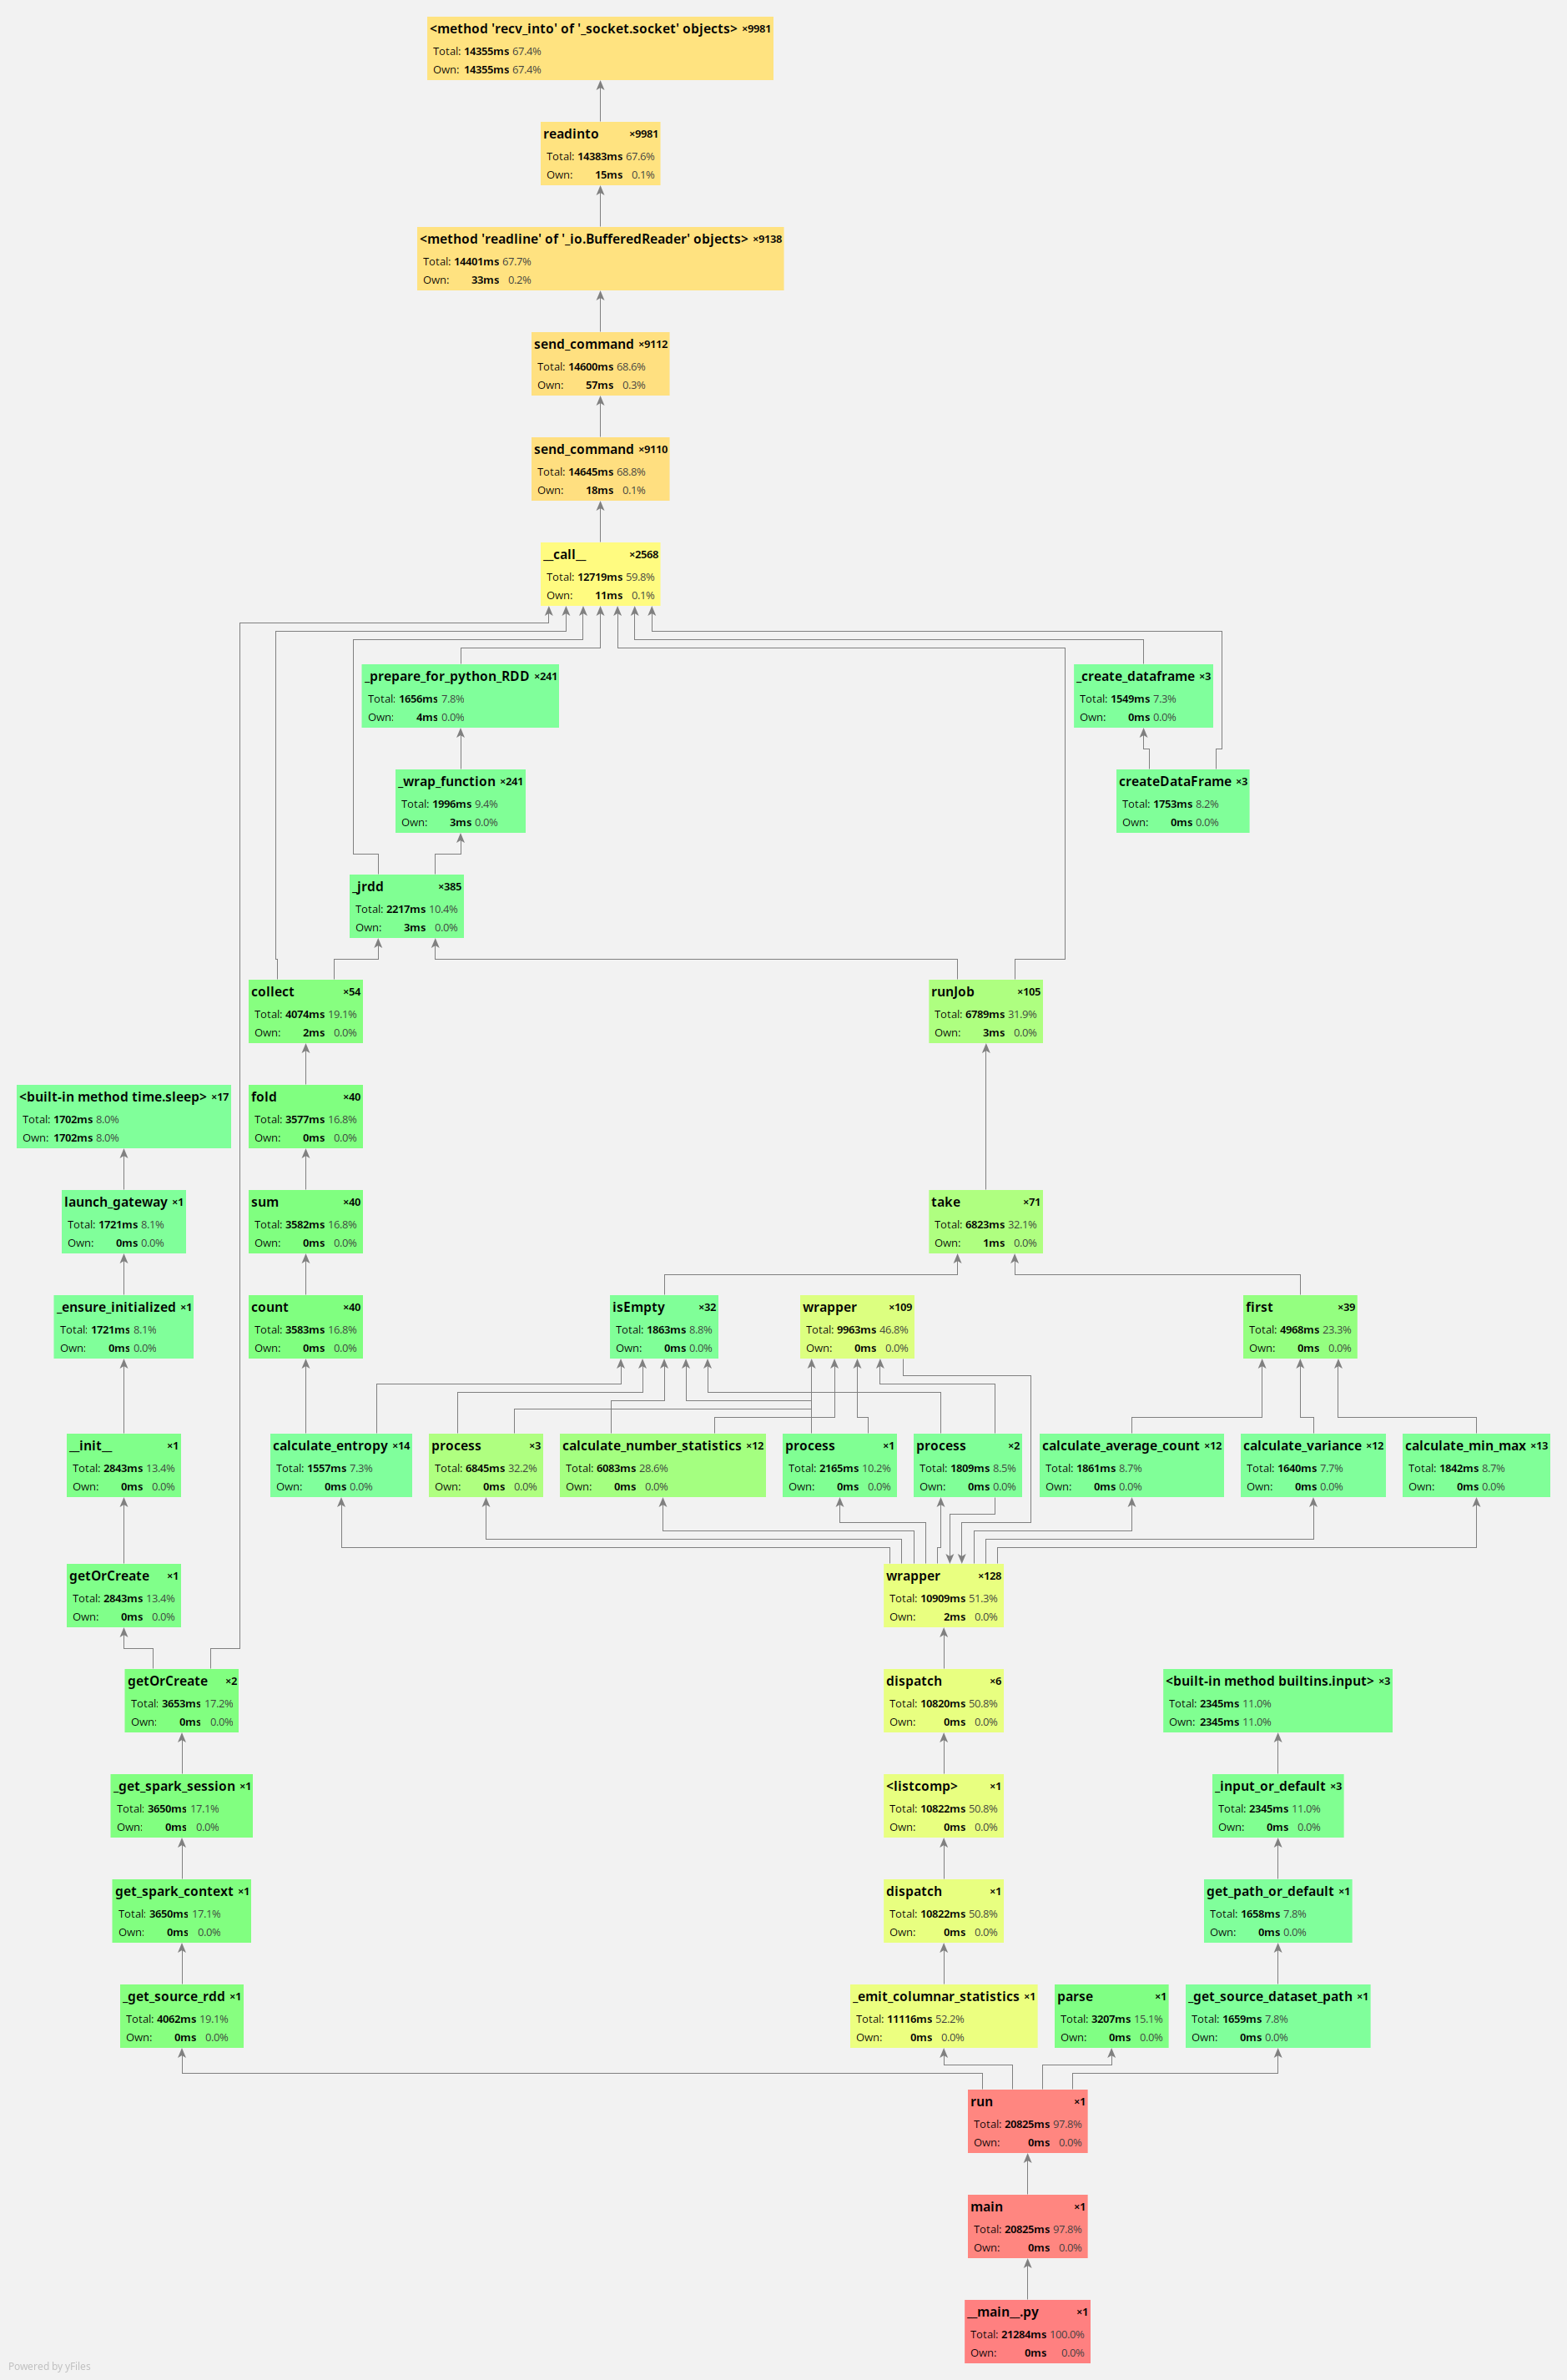 <method 'recv_into' of '_socket.socket' objects> ×9981
Total: 14355ms 67.4%
Own: 14355ms 67.4%
readinto ×9981
Total: 14383ms 67.6%
Own: 15ms 0.1%
<method 'readline' of '_io.BufferedReader' objects> ×9138
Total: 14401ms 67.7%
Own: 33ms 0.2%
send_command ×9112
Total: 14600ms 68.6%
Own: 57ms 0.3%
send_command ×9110
Total: 14645ms 68.8%
Own: 18ms 0.1%
__call__ ×2568
Total: 12719ms 59.8%
Own: 11ms 0.1%
_prepare_for_python_RDD ×241
Total: 1656ms 7.8%
Own: 4ms 0.0%
_create_dataframe ×3
Total: 1549ms 7.3%
Own: 0ms 0.0%
_wrap_function ×241
Total: 1996ms 9.4%
Own: 3ms 0.0%
createDataFrame ×3
Total: 1753ms 8.2%
Own: 0ms 0.0%
_jrdd ×385
Total: 2217ms 10.4%
Own: 3ms 0.0%
collect ×54
Total: 4074ms 19.1%
Own: 2ms 0.0%
runJob ×105
Total: 6789ms 31.9%
Own: 3ms 0.0%
<built-in method time.sleep> ×17
Total: 1702ms 8.0%
Own: 1702ms 8.0%
fold ×40
Total: 3577ms 16.8%
Own: 0ms 0.0%
launch_gateway ×1
Total: 1721ms 8.1%
Own: 0ms 0.0%
sum ×40
Total: 3582ms 16.8%
Own: 0ms 0.0%
take ×71
Total: 6823ms 32.1%
Own: 1ms 0.0%
_ensure_initialized ×1
Total: 1721ms 8.1%
Own: 0ms 0.0%
count ×40
Total: 3583ms 16.8%
Own: 0ms 0.0%
isEmpty ×32
Total: 1863ms 8.8%
Own: 0ms 0.0%
wrapper ×109
Total: 9963ms 46.8%
Own: 0ms 0.0%
first ×39
Total: 4968ms 23.3%
Own: 0ms 0.0%
__init__ ×1
Total: 2843ms 13.4%
Own: 0ms 0.0%
calculate_entropy ×14
Total: 1557ms 7.3%
Own: 0ms 0.0%
process ×3
Total: 6845ms 32.2%
Own: 0ms 0.0%
calculate_number_statistics ×12
Total: 6083ms 28.6%
Own: 0ms 0.0%
process ×1
Total: 2165ms 10.2%
Own: 0ms 0.0%
process ×2
Total: 1809ms 8.5%
Own: 0ms 0.0%
calculate_average_count ×12
Total: 1861ms 8.7%
Own: 0ms 0.0%
calculate_variance ×12
Total: 1640ms 7.7%
Own: 0ms 0.0%
calculate_min_max ×13
Total: 1842ms 8.7%
Own: 0ms 0.0%
getOrCreate ×1
Total: 2843ms 13.4%
Own: 0ms 0.0%
wrapper ×128
Total: 10909ms 51.3%
Own: 2ms 0.0%
getOrCreate ×2
Total: 3653ms 17.2%
Own: 0ms 0.0%
dispatch ×6
Total: 10820ms 50.8%
Own: 0ms 0.0%
<built-in method builtins.input> ×3
Total: 2345ms 11.0%
Own: 2345ms 11.0%
_get_spark_session ×1
Total: 3650ms 17.1%
Own: 0ms 0.0%
<listcomp> ×1
Total: 10822ms 50.8%
Own: 0ms 0.0%
_input_or_default ×3
Total: 2345ms 11.0%
Own: 0ms 0.0%
get_spark_context ×1
Total: 3650ms 17.1%
Own: 0ms 0.0%
dispatch ×1
Total: 10822ms 50.8%
Own: 0ms 0.0%
get_path_or_default ×1
Total: 1658ms 7.8%
Own: 0ms 0.0%
_get_source_rdd ×1
Total: 4062ms 19.1%
Own: 0ms 0.0%
_emit_columnar_statistics ×1
Total: 11116ms 52.2%
Own: 0ms 0.0%
parse ×1
Total: 3207ms 15.1%
Own: 0ms 0.0%
_get_source_dataset_path ×1
Total: 1659ms 7.8%
Own: 0ms 0.0%
run ×1
Total: 20825ms 97.8%
Own: 0ms 0.0%
main ×1
Total: 20825ms 97.8%
Own: 0ms 0.0%
__main__.py ×1
Total: 21284ms 100.0%
Own: 0ms 0.0%
Powered by yFiles